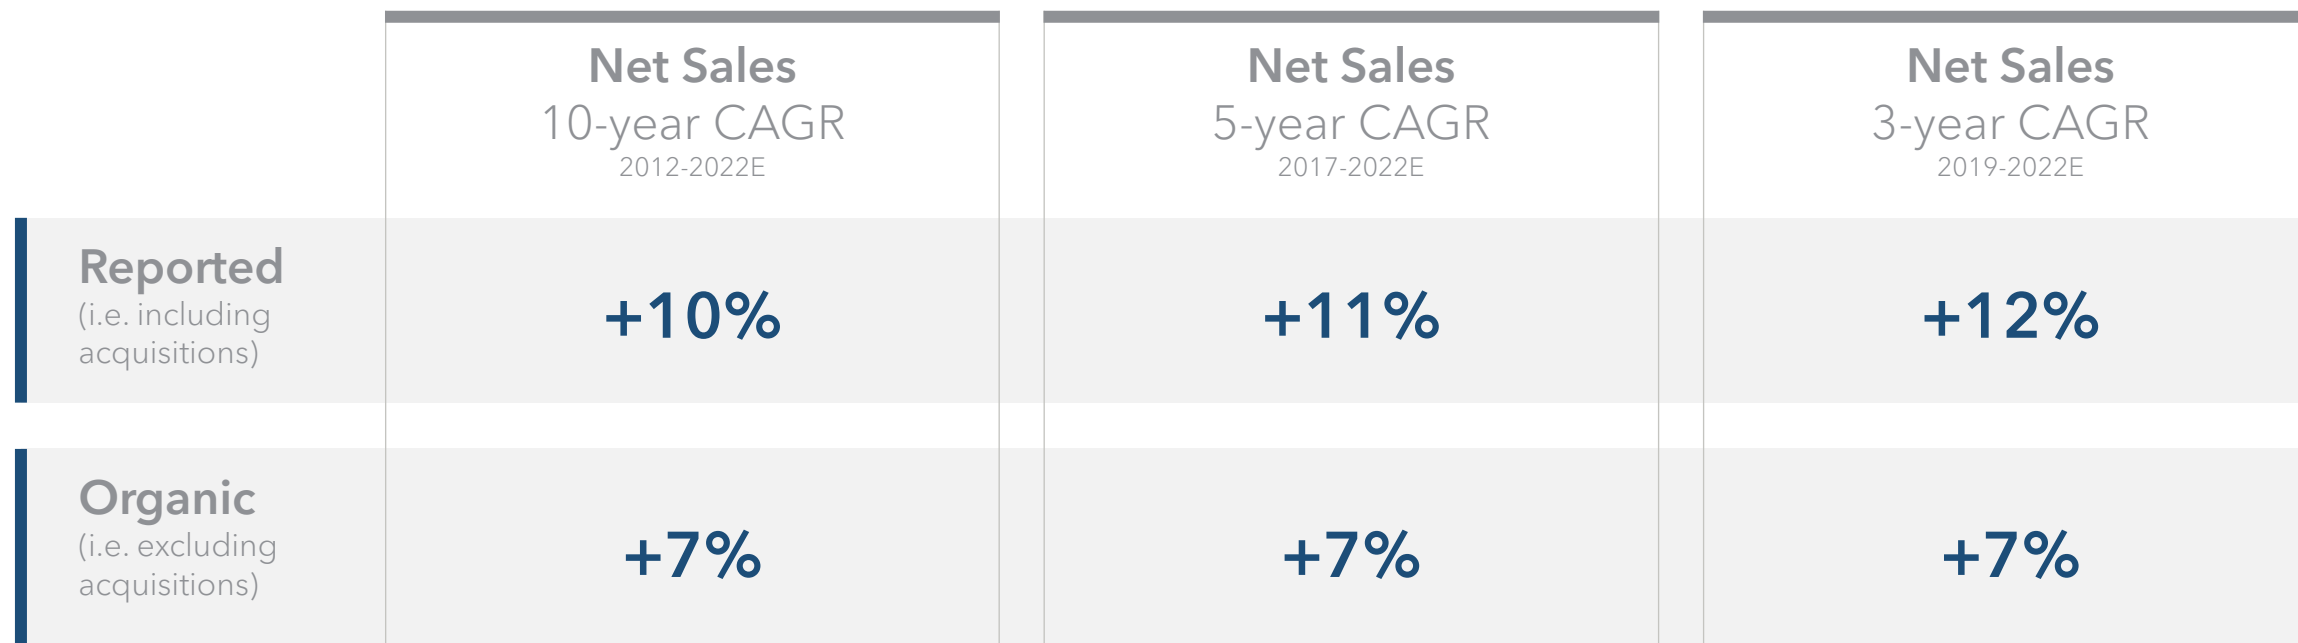 Net Sales
10-year CAGR
2012-2022E
Net Sales
5-year CAGR
2017-2022E
Net Sales
3-year CAGR
2019-2022E
Reported
(i.e. including
acquisitions)
+10%
+11%
+12%
Organic
(i.e. excluding
acquisitions)
+7%
+7%
+7%